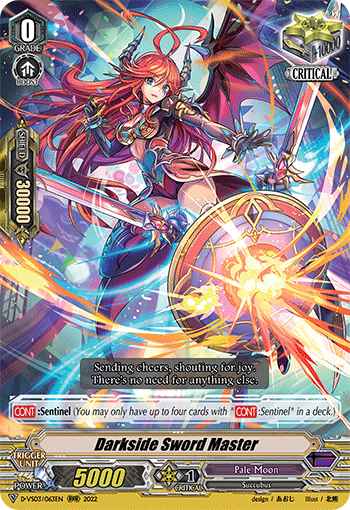 0
GRADE
BOOST
+10000
CRITICAL
SHIELD
30000
Sending cheers, shouting for joy.
There's no need for anything else.
CONT :Sentinel (You may only have up to four cards with "CONT :Sentinel" in a deck.)
Darkside Sword Master
TRIGGER
UNIT
POWER 5000
1
CRITICAL
Pale Moon
Succubus
D-VS03/063EN RRR 2022 design / あおじ Illust / 北熊